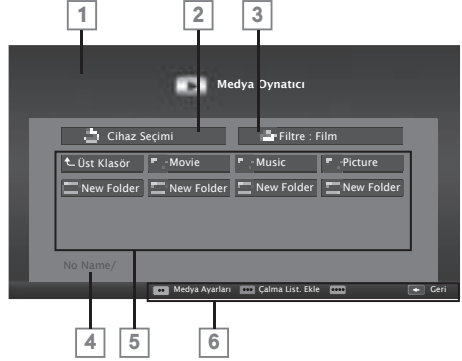 1 2 3
Medya Oynatıcı
Cihaz Seçimi Filtre : Film
Üst Klasör Movie Music Picture
New Folder New Folder New Folder New Folder
No Name/
Medya Ayarları Çalma List. Ekle Geri
4 5 6